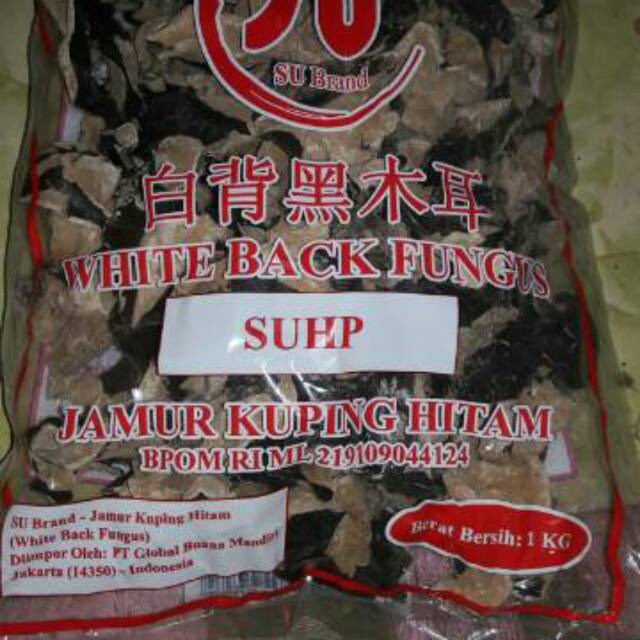 SU Brand
白背黑木耳
WHITE BACK FUNGUS
SUHP
JAMUR KUPING HITAM
BPOM RI ML 219109044124
SU Brand - Jamur Kuping Hitam
(White Back Fungus)
Diimpor Oleh: PT Global Buana Mandiri
Jakarta (14350) - Indonesia
Berat Bersih: 1 KG